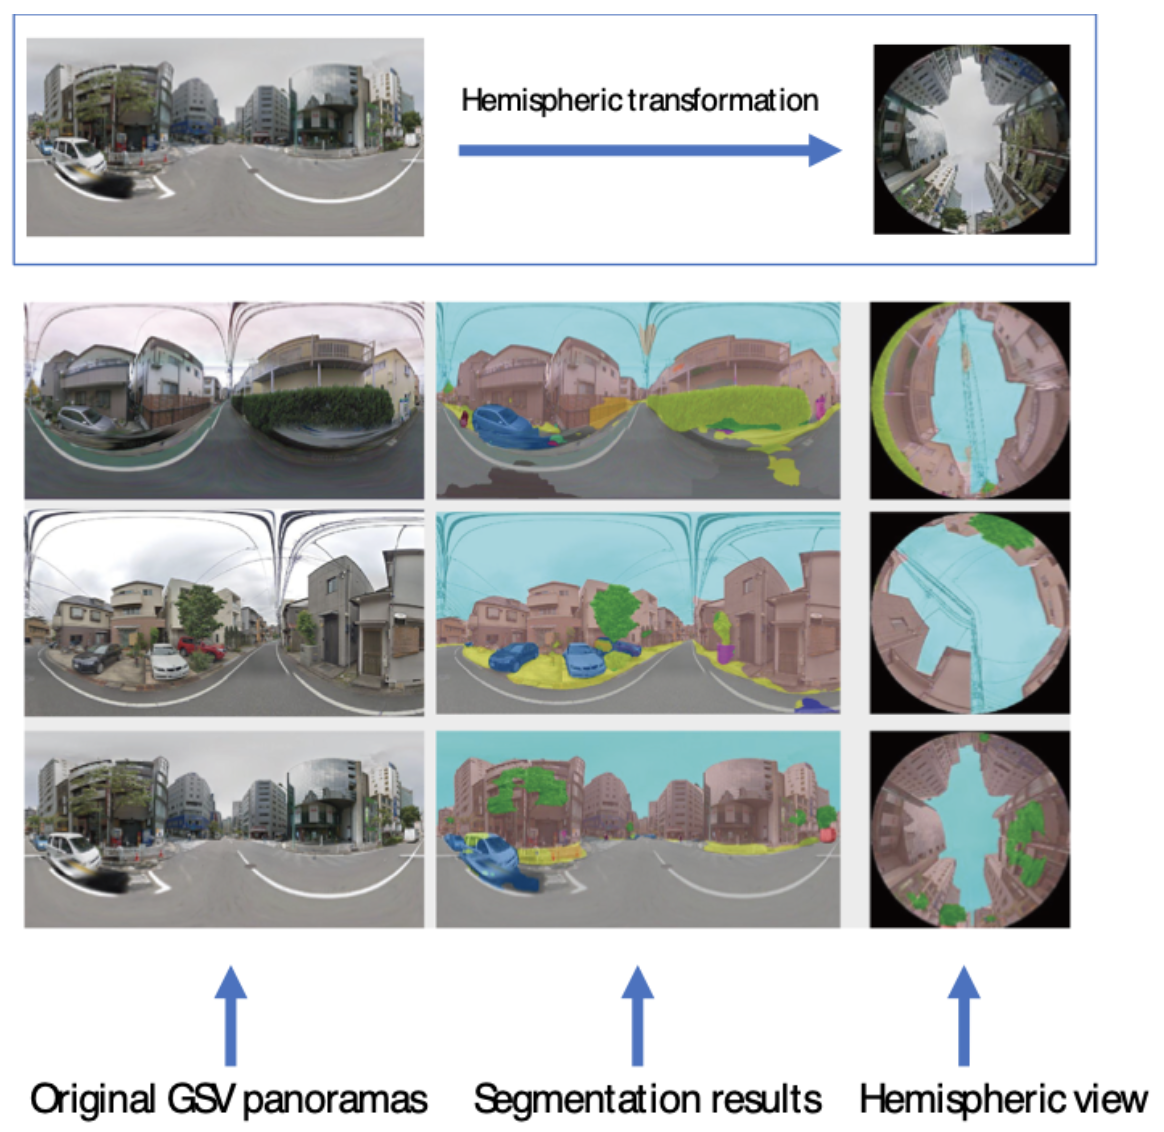 Hemispheric transformation
Original GSV panoramas
Segmentation results
Hemispheric view